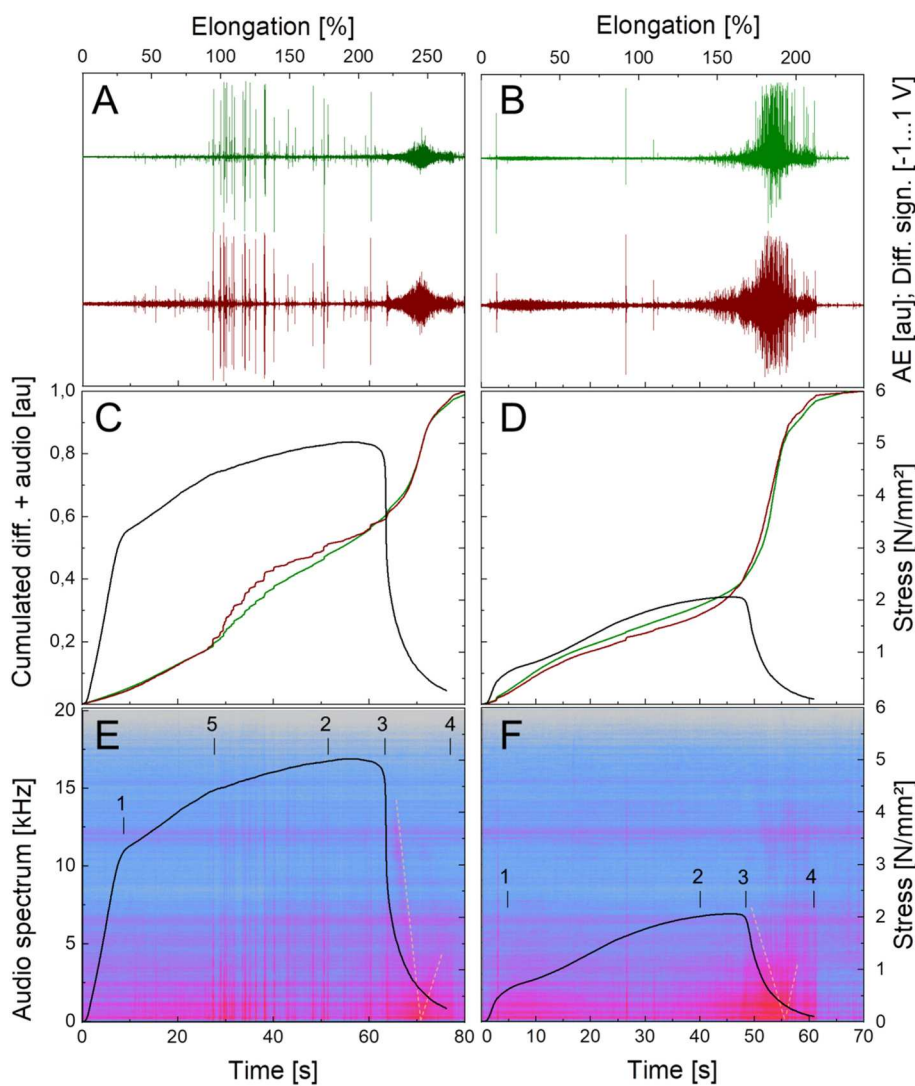 Elongation [%]
Elongation [%]
0 50 100 150 200 250
0 50 100 150 200
A
B
AE [au]; Diff. sign. [-1...1 V]
Cumulated diff. + audio [au]
1,0
0,8
0,6
0,4
0,2
C
D
6
5
4
3
2
1
Stress [N/mm²]
Audio spectrum [kHz]
20
15
10
5
0
E
5 2 3 4
1
F
1 2 3 4
6
5
4
3
2
1
0
Stress [N/mm²]
0 20 40 60 80
0 10 20 30 40 50 60 70
Time [s]
Time [s]